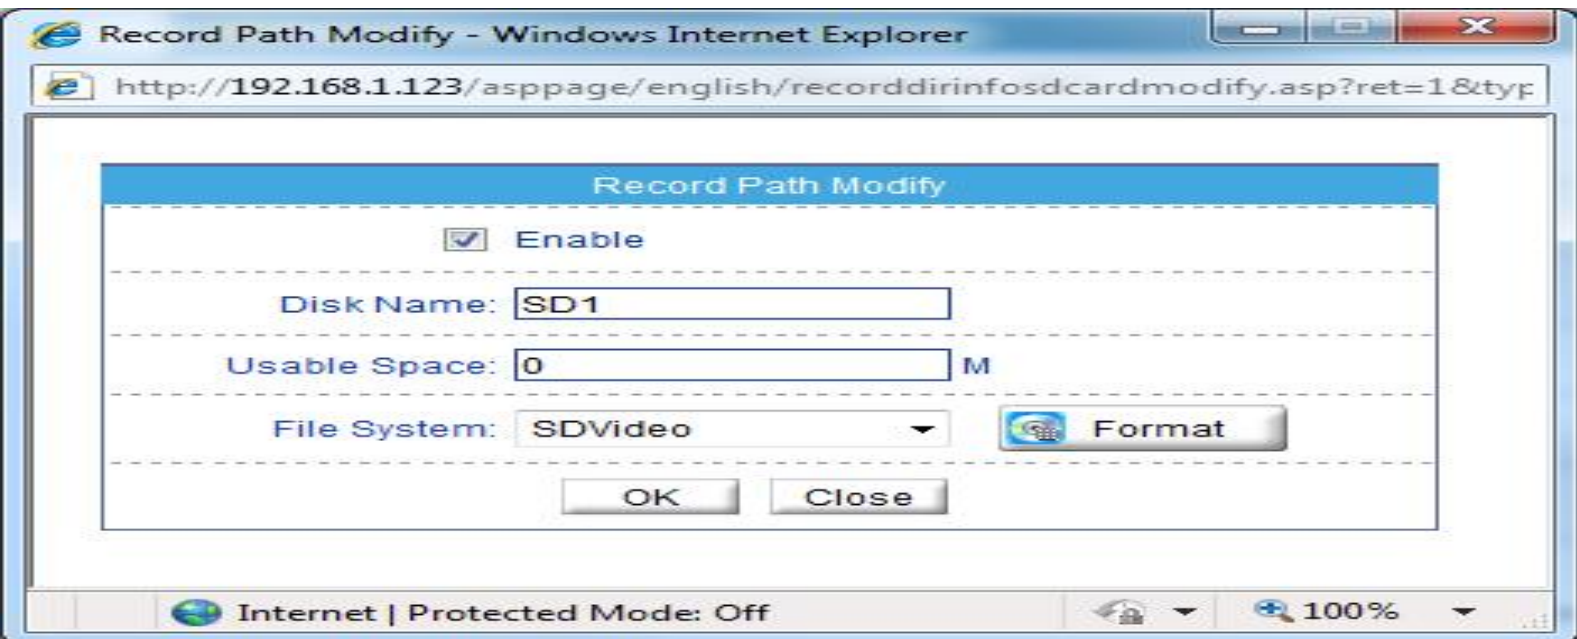 Record Path Modify - Windows Internet Explorer
http://192.168.1.123/asppage/english/recorddirinfosdcardmodify.asp?ret=1&typ
Record Path Modify
Enable
Disk Name: SD1
Usable Space: 0 M
File System: SDVideo Format
OK Close
Internet | Protected Mode: Off 100%